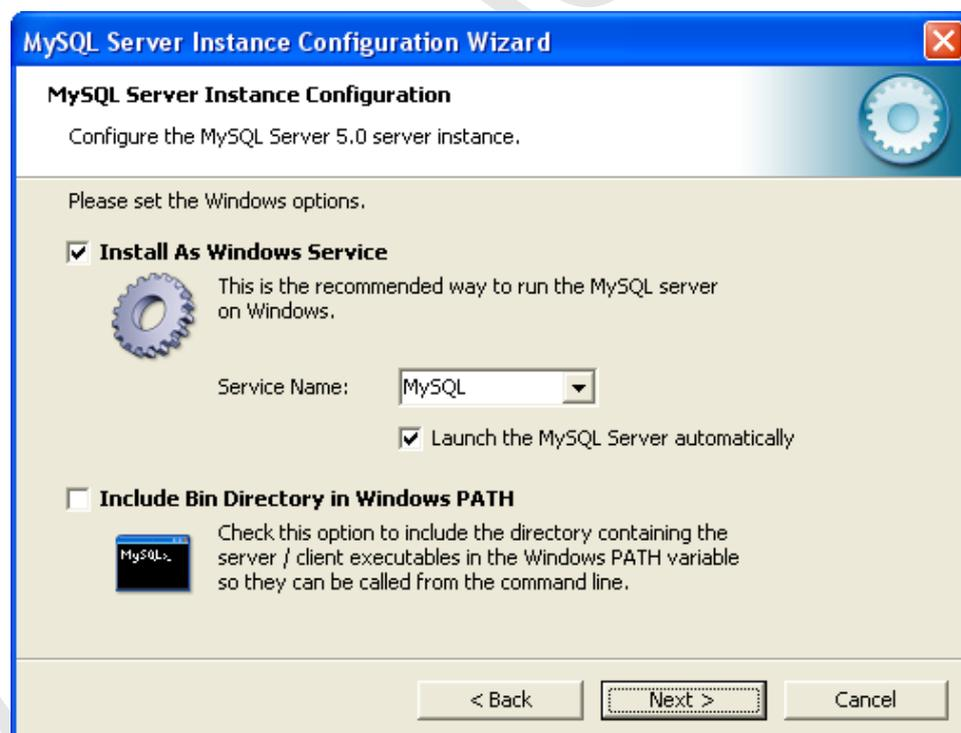 MySQL Server Instance Configuration Wizard
MySQL Server Instance Configuration
Configure the MySQL Server 5.0 server instance.
Please set the Windows options.
Install As Windows Service
This is the recommended way to run the MySQL server
on Windows.
Service Name: MySQL
Launch the MySQL Server automatically
Include Bin Directory in Windows PATH
Check this option to include the directory containing the
server / client executables in the Windows PATH variable
so they can be called from the command line.
MySQL>_
< Back Next > Cancel